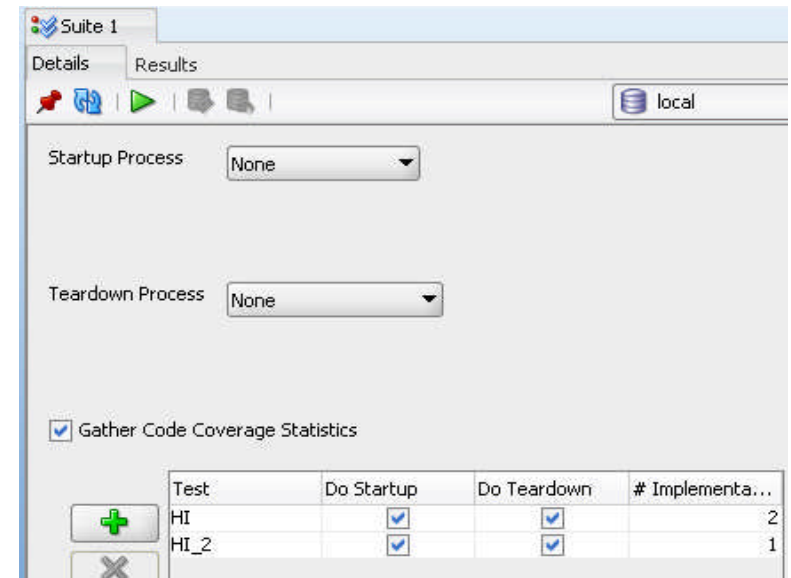 Suite 1
Details Results
local
Startup Process None
Teardown Process None
Gather Code Coverage Statistics
Test Do Startup Do Teardown # Implementa...
HI 2
HI_2 1